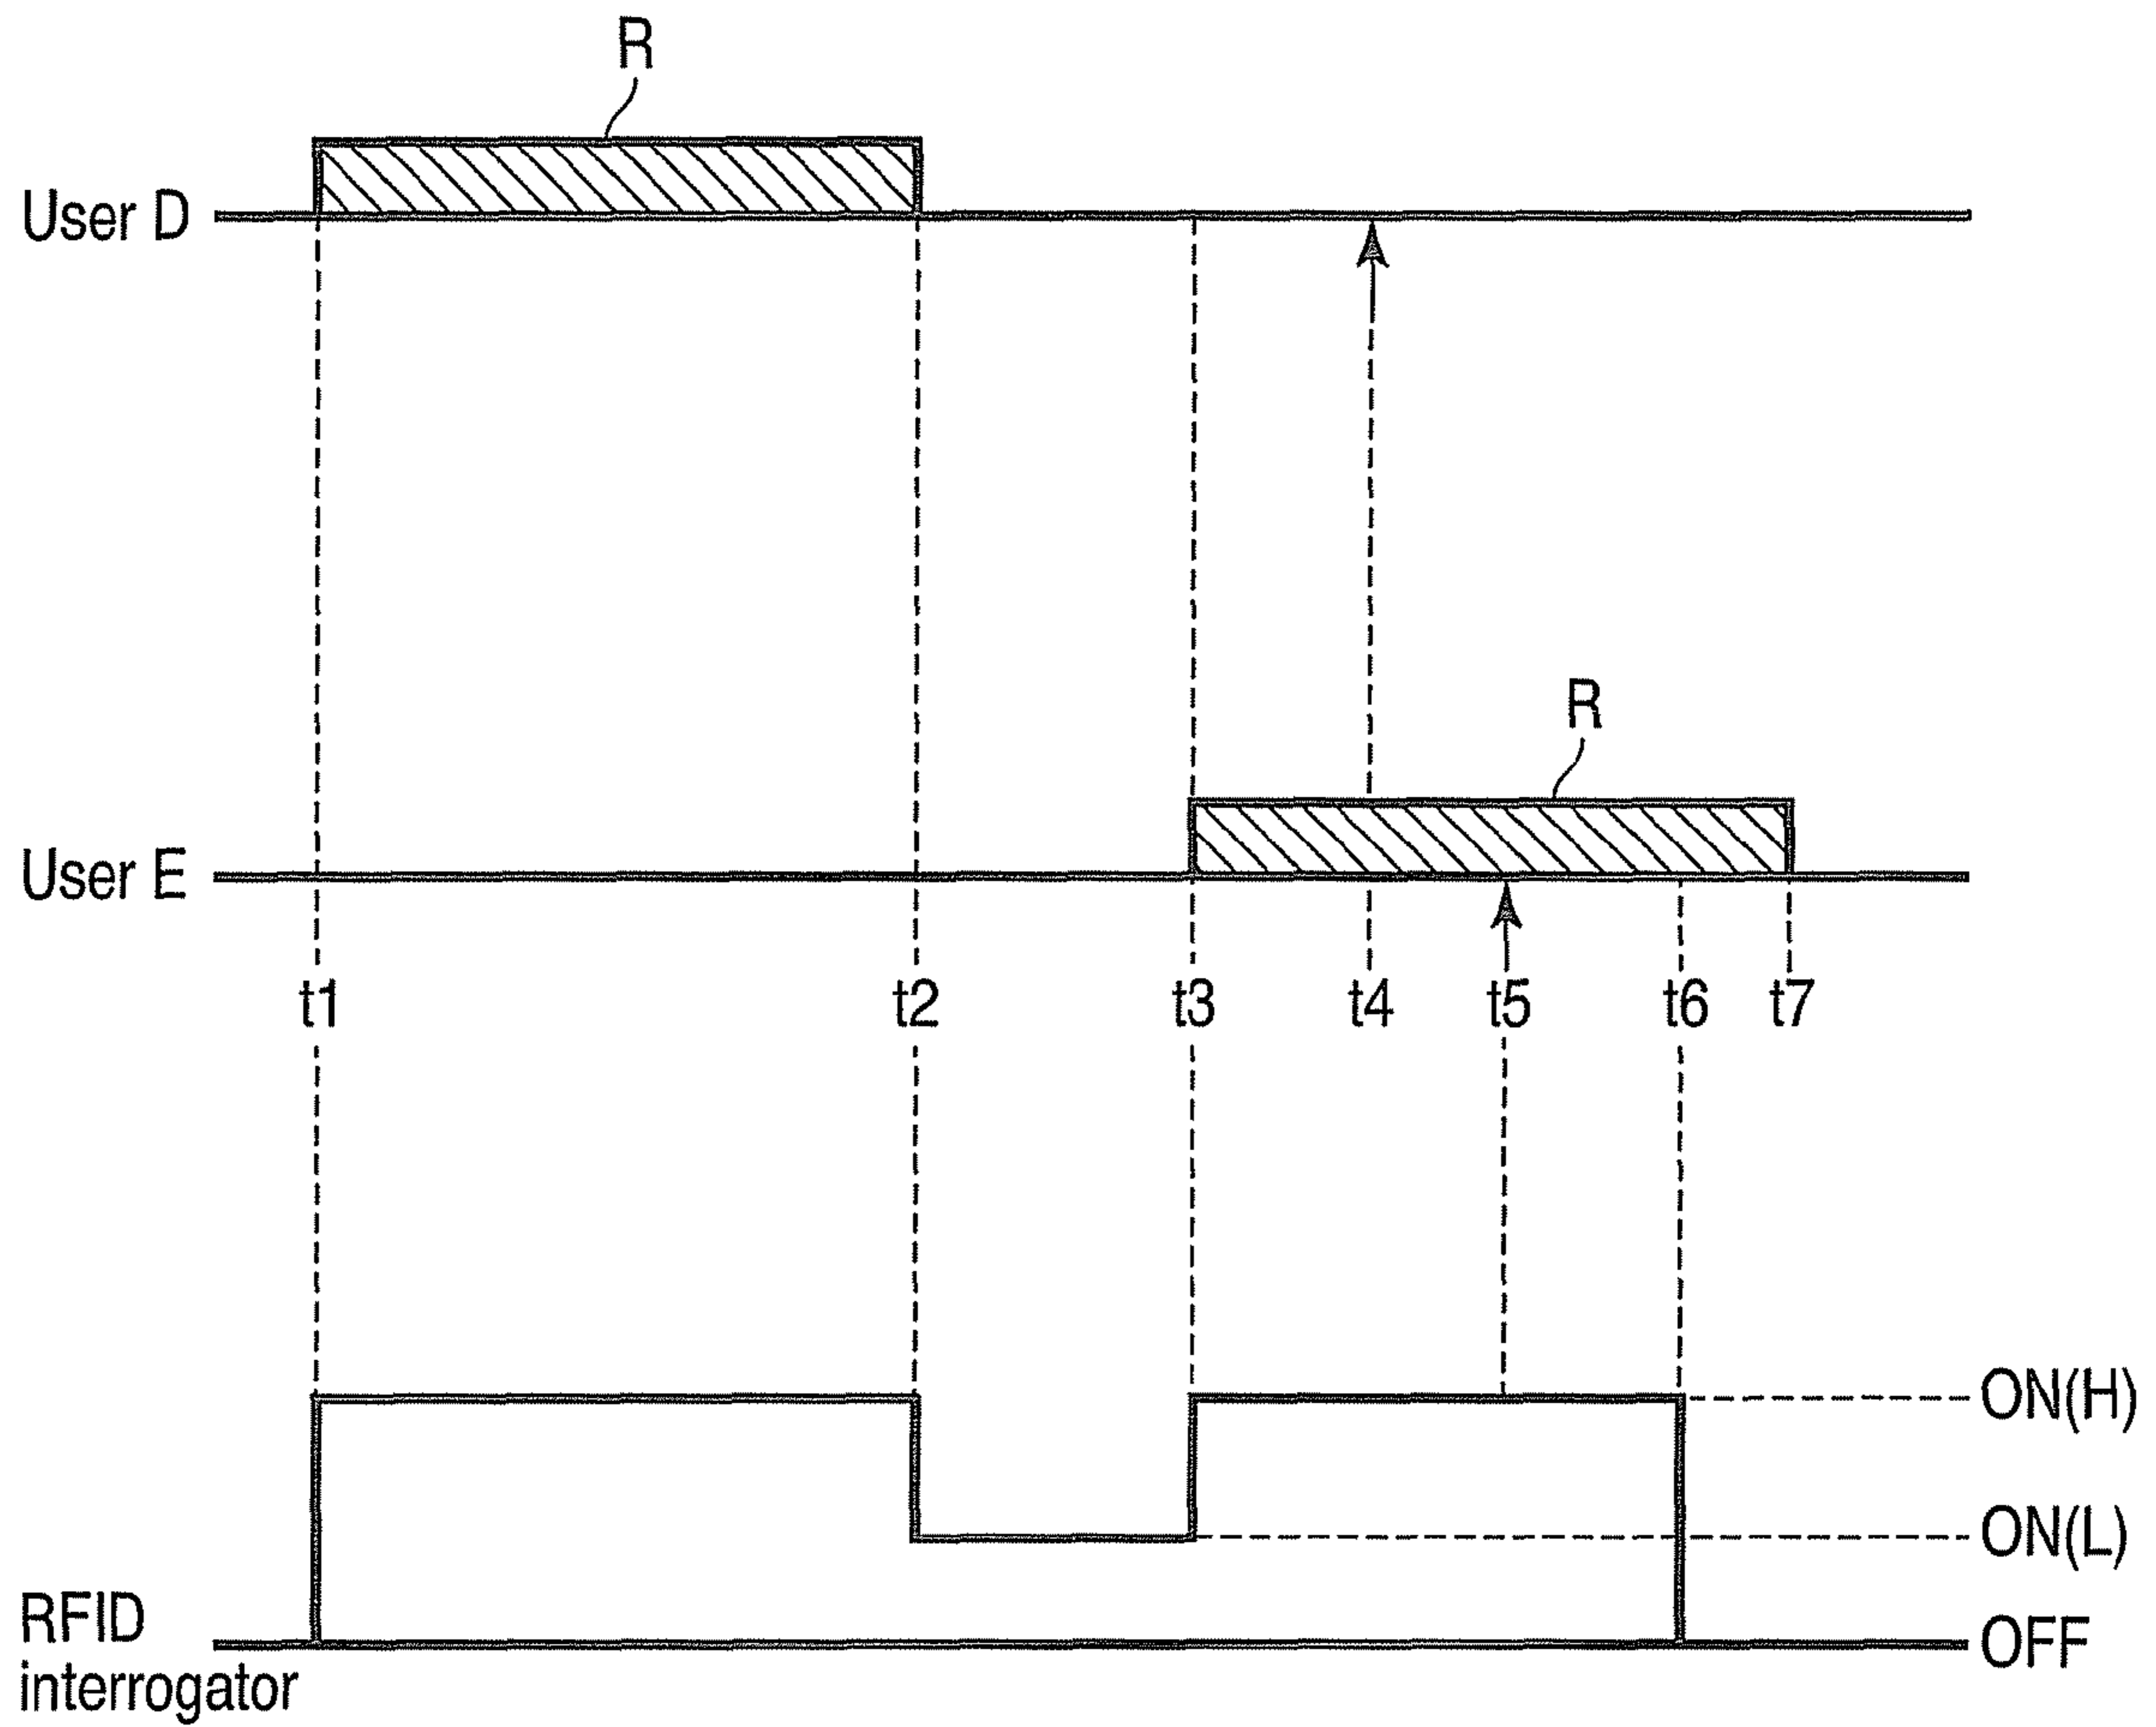 R
User D
R
User E
t1 t2 t3 t4 t5 t6 t7
ON(H)
ON(L)
RFID
interrogator
OFF